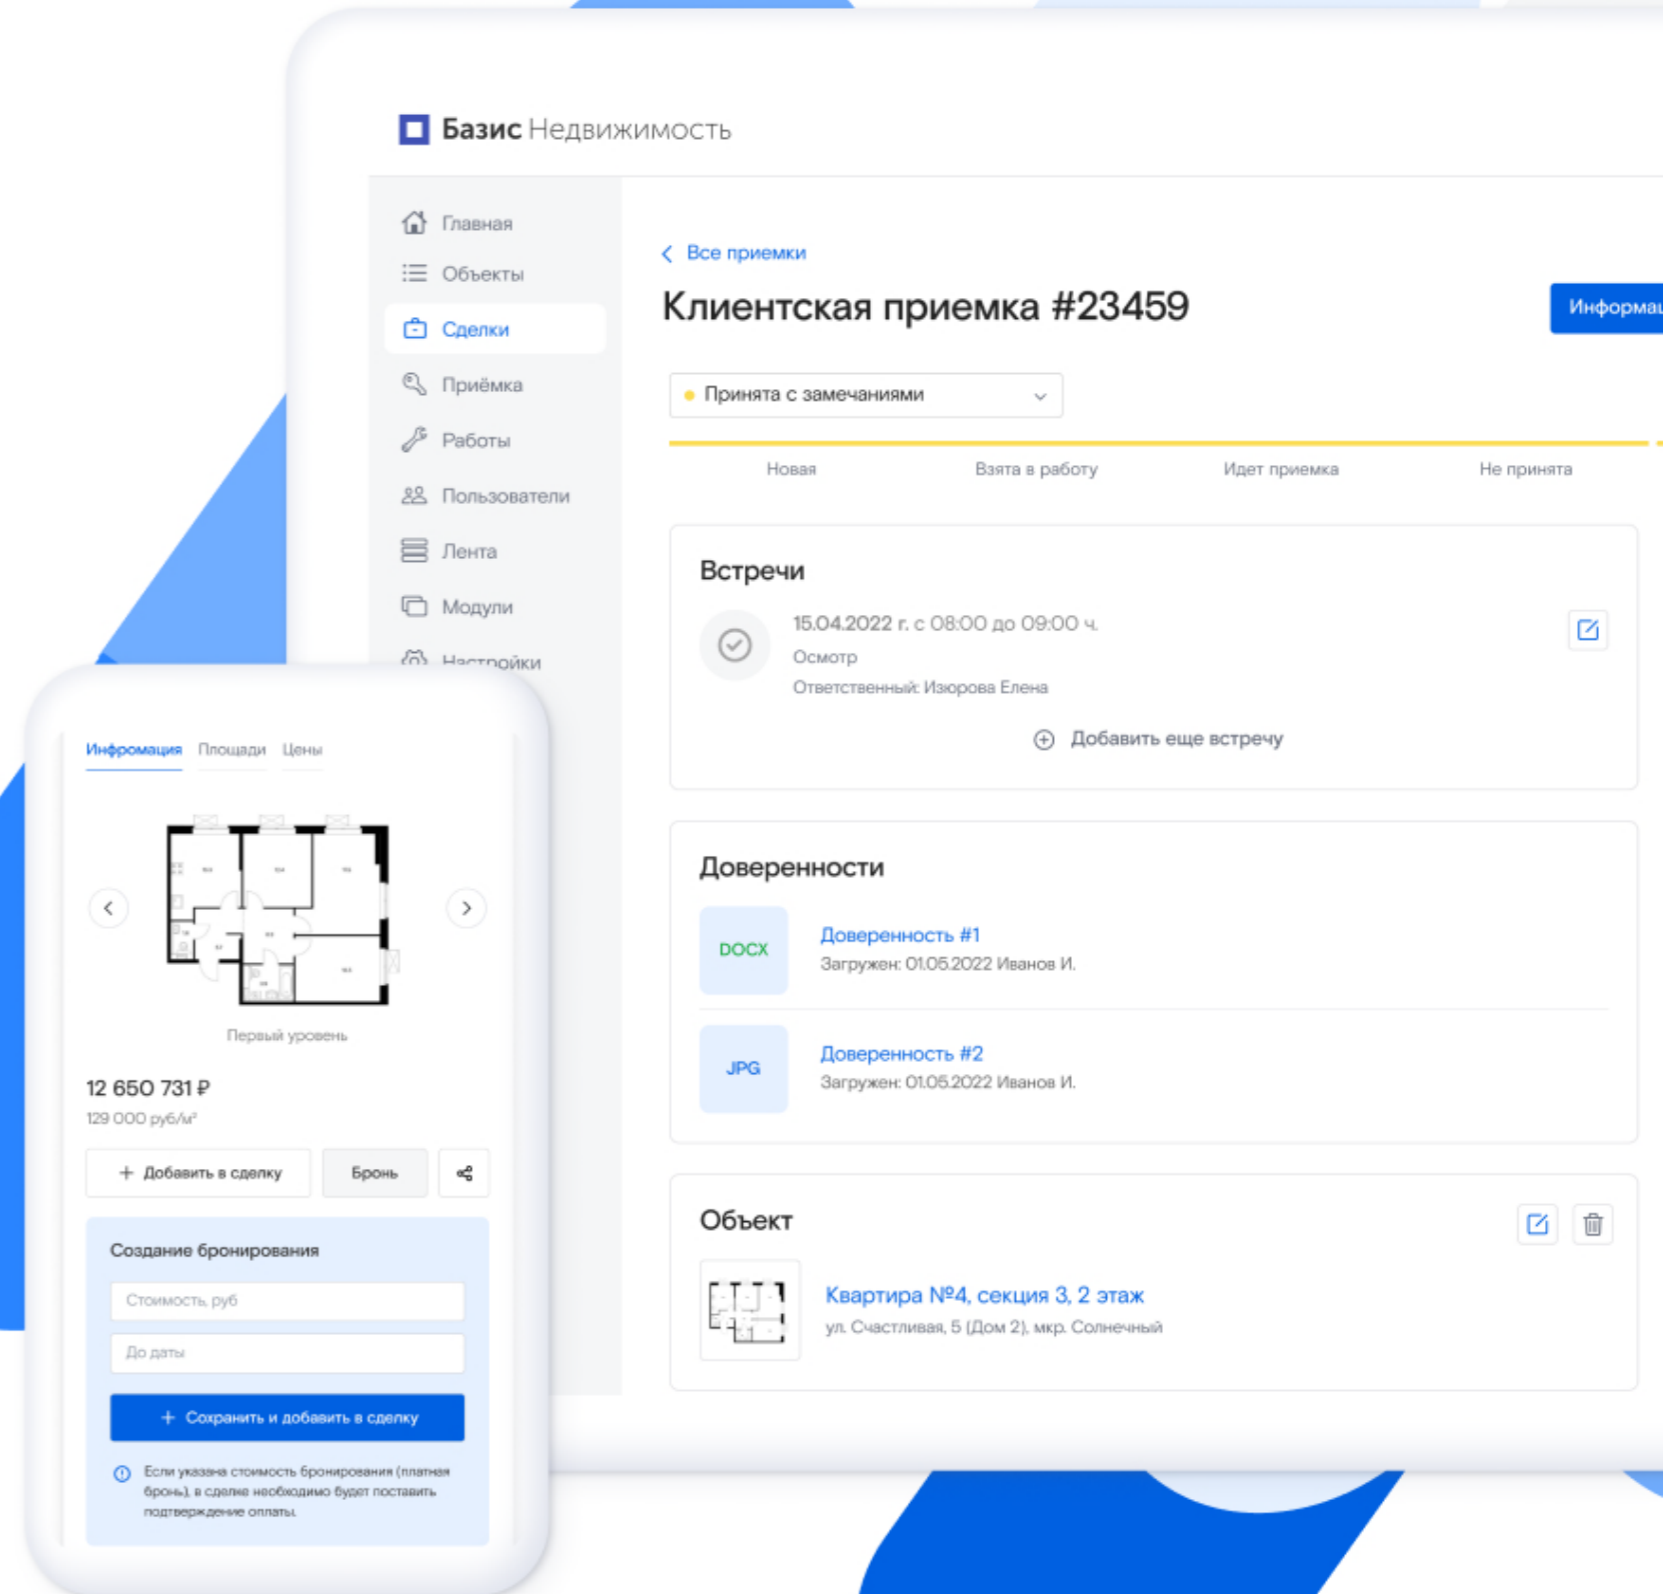 Базис Недвижимость
Главная
Объекты
Сделки
Приёмка
Работы
Пользователи
Лента
Модули
Настройки
Все приемки
Клиентская приемка #23459
Принята с замечаниями
Новая
Взята в работу
Идет приемка
Не принята
Встречи
15.04.2022 г. с 08:00 до 09:00 ч.
Осмотр
Ответственный: Изюрова Елена
Добавить еще встречу
Доверенности
DOCX
Доверенность #1
Загружен: 01.05.2022 Иванов И.
JPG
Доверенность #2
Загружен: 01.05.2022 Иванов И.
Объект
Квартира №4, секция 3, 2 этаж
ул. Счастливая, 5 (Дом 2), мкр. Солнечный
Инфромация Площади Цены
Первый уровень
12 650 731 ₽
129 000 руб/м²
+ Добавить в сделку
Бронь
Создание бронирования
Стоимость, руб
До даты
+ Сохранить и добавить в сделку
Если указана стоимость бронирования (платная
бронь), в сделке необходимо будет поставить
подтверждение оплаты.